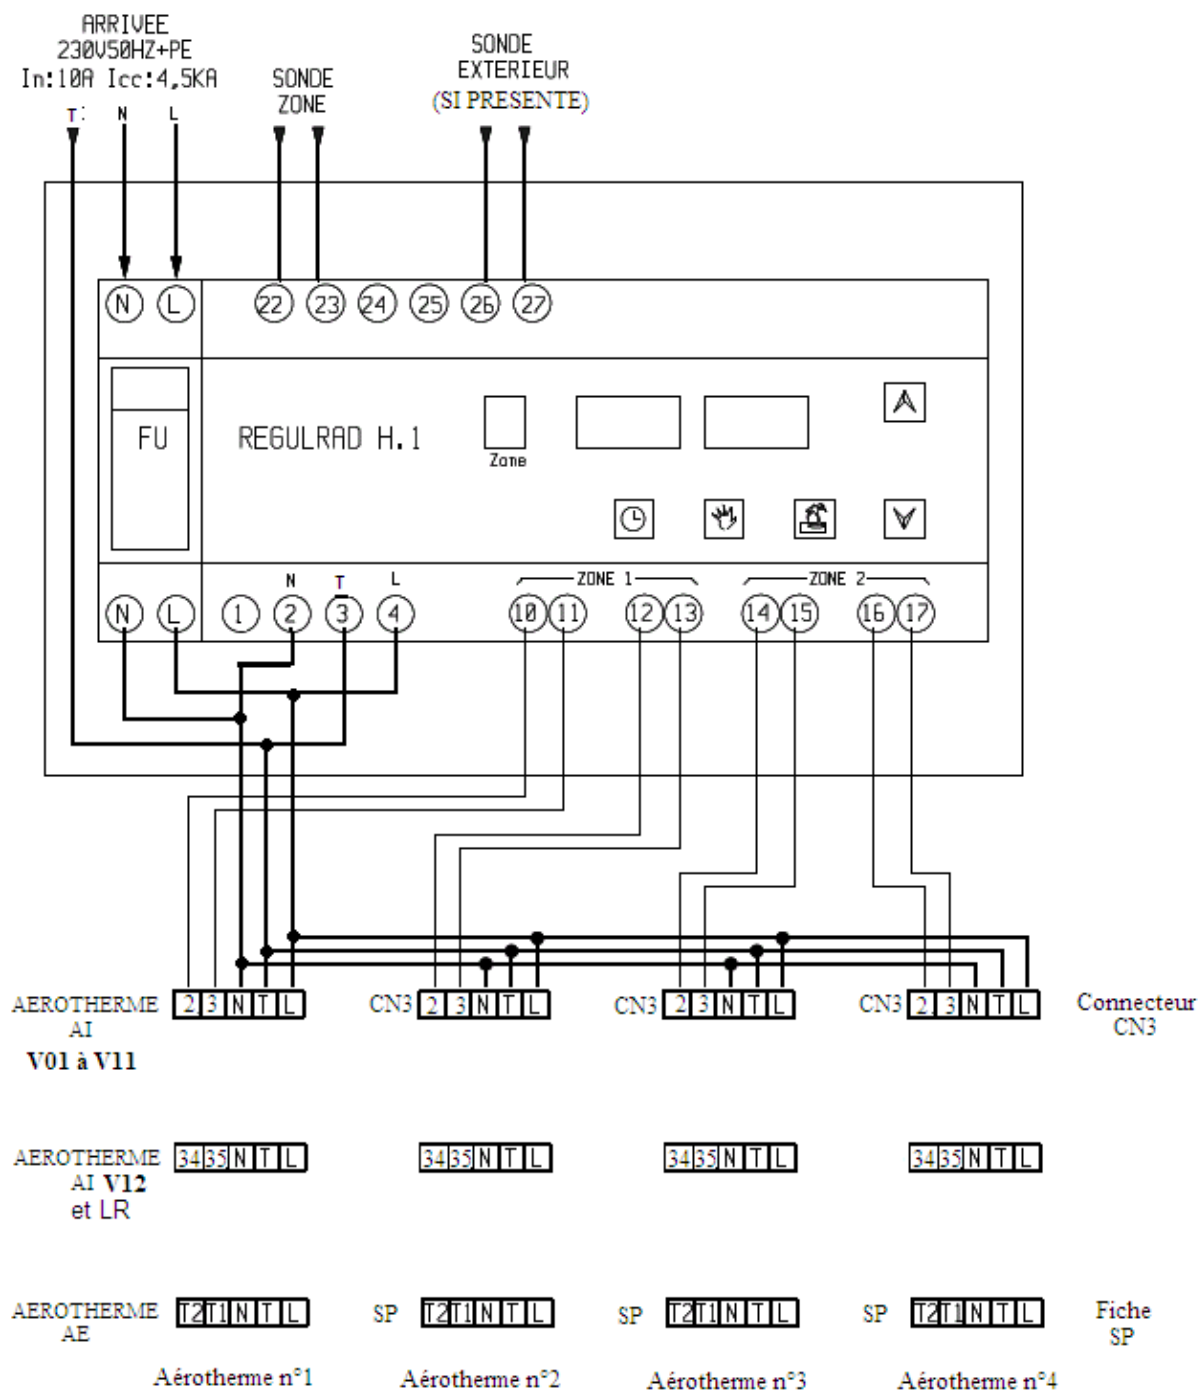 ARRIVEE
230V50HZ+PE
In:10A Icc:4,5KA
T: N L
SONDE
ZONE
SONDE
EXTERIEUR
(SI PRESENTE)
N L 22 23 24 25 26 27
FU
REGULRAD H.1
Zone
N T L
ZONE 1 ZONE 2
N L 1 2 3 4 10 11 12 13 14 15 16 17
AEROTHERME
AI
V01 à V11
2 3 N T L
CN3 2 3 N T L
CN3 2 3 N T L
CN3 2 3 N T L
Connecteur
CN3
AEROTHERME
AI V12
et LR
34 35 N T L
34 35 N T L
34 35 N T L
34 35 N T L
AEROTHERME
AE
T2 T1 N T L
SP T2 T1 N T L
SP T2 T1 N T L
SP T2 T1 N T L
Fiche
SP
Aérotherme n°1
Aérotherme n°2
Aérotherme n°3
Aérotherme n°4